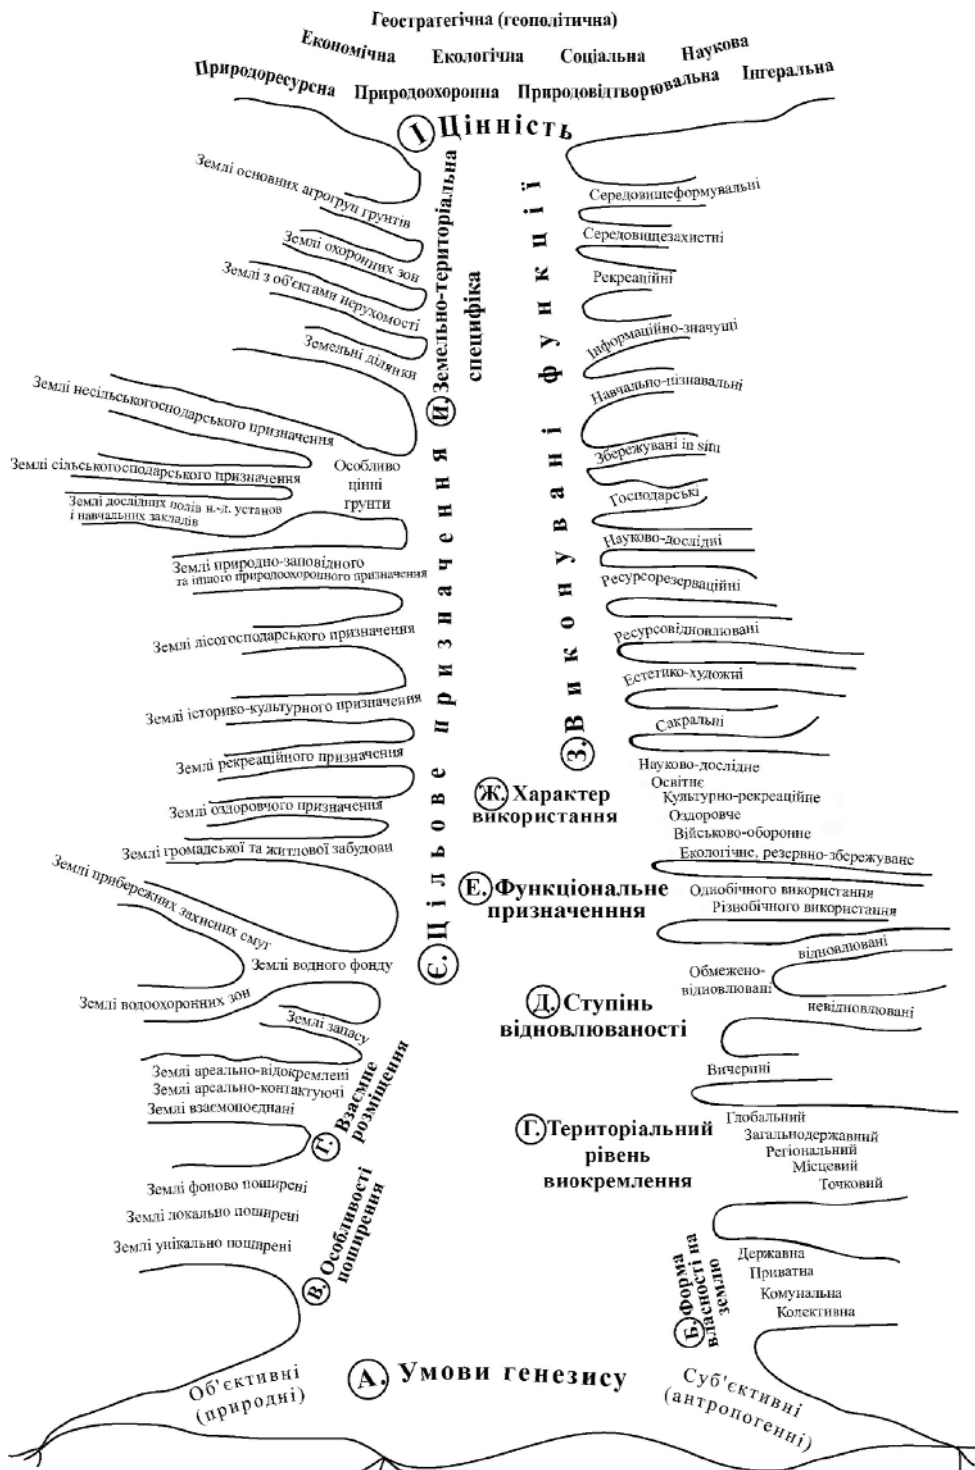 Геостратегічна (геополітична)
Економічна Екологічна Соціальна Наукова
Природоресурсна Природоохоронна Природовідтворювальна Інтегральна
І Цінність
Землі основних агрогруп ґрунтів
Землі охоронних зон
Землі з об'єктами нерухомості
Земельні ділянки
И. Земельно-територіальна
специфіка
Землі несільськогосподарського призначення
Землі сільськогосподарського призначення
Землі дослідних полів н.-д. установ
і навчальних закладів
Особливо
цінні
ґрунти
Землі природно-заповідного
та іншого природоохоронного призначення
Землі лісогосподарського призначення
Землі історико-культурного призначення
Землі рекреаційного призначення
Землі оздоровчого призначення
Землі громадської та житлової забудови
Землі прибережних захисних смуг
Землі водного фонду
Землі водоохоронних зон
Землі запасу
Є. Цільове призначення
Середовищеформувальні
Середовищезахистні
Рекреаційні
Інформаційно-значущі
Навчально-пізнавальні
Збережувані in situ
Господарські
Науково-дослідні
Ресурсорезерваційні
Ресурсовідновлювані
Естетико-художні
Сакральні
З. Виконувані функції
Ж. Характер
використання
Науково-дослідне
Освітнє
Культурно-рекреаційне
Оздоровче
Військово-оборонне
Екологічне, резервно-збережуване
Е. Функціональне
призначенння
Однобічного використання
Різнобічного використання
Д. Ступінь
відновлюваності
відновлювані
Обмежено-
відновлювані
невідновлювані
Вичерпні
Землі ареально-відокремлені
Землі ареально-контактуючі
Землі взаємопоєднані
Ґ. Взаємне
розміщення
Г. Територіальний
рівень
виокремлення
Глобальний
Загальнодержавний
Регіональний
Місцевий
Точковий
Землі фоново поширені
Землі локально поширені
Землі унікально поширені
В. Особливості
поширення
Б. Форма
власності на
землю
Державна
Приватна
Комунальна
Колективна
А. Умови генезису
Об'єктивні
(природні)
Суб'єктивні
(антропогенні)